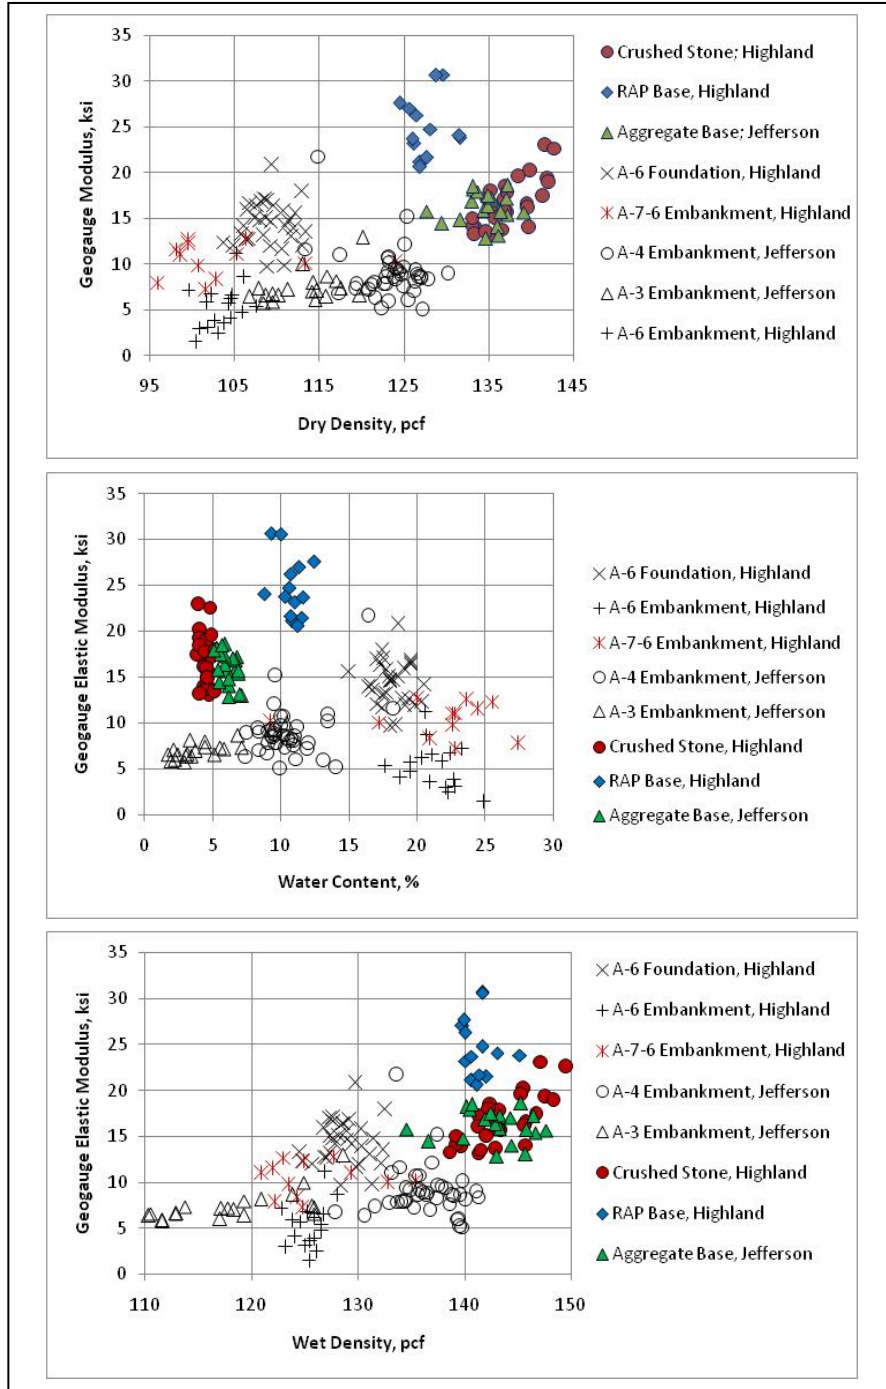 Geogauge Modulus, ksi
35
30
25
20
15
10
5
0
95 105 115 125 135 145
Dry Density, pcf
Crushed Stone; Highland
RAP Base, Highland
Aggregate Base; Jefferson
A-6 Foundation, Highland
A-7-6 Embankment, Highland
A-4 Embankment, Jefferson
A-3 Embankment, Jefferson
A-6 Embankment, Highland
Geogauge Elastic Modulus, ksi
35
30
25
20
15
10
5
0
0 5 10 15 20 25 30
Water Content, %
A-6 Foundation, Highland
A-6 Embankment, Highland
A-7-6 Embankment, Highland
A-4 Embankment, Jefferson
A-3 Embankment, Jefferson
Crushed Stone, Highland
RAP Base, Highland
Aggregate Base, Jefferson
Geogauge Elastic Modulus, ksi
35
30
25
20
15
10
5
0
110 120 130 140 150
Wet Density, pcf
A-6 Foundation, Highland
A-6 Embankment, Highland
A-7-6 Embankment, Highland
A-4 Embankment, Jefferson
A-3 Embankment, Jefferson
Crushed Stone, Highland
RAP Base, Highland
Aggregate Base, Jefferson